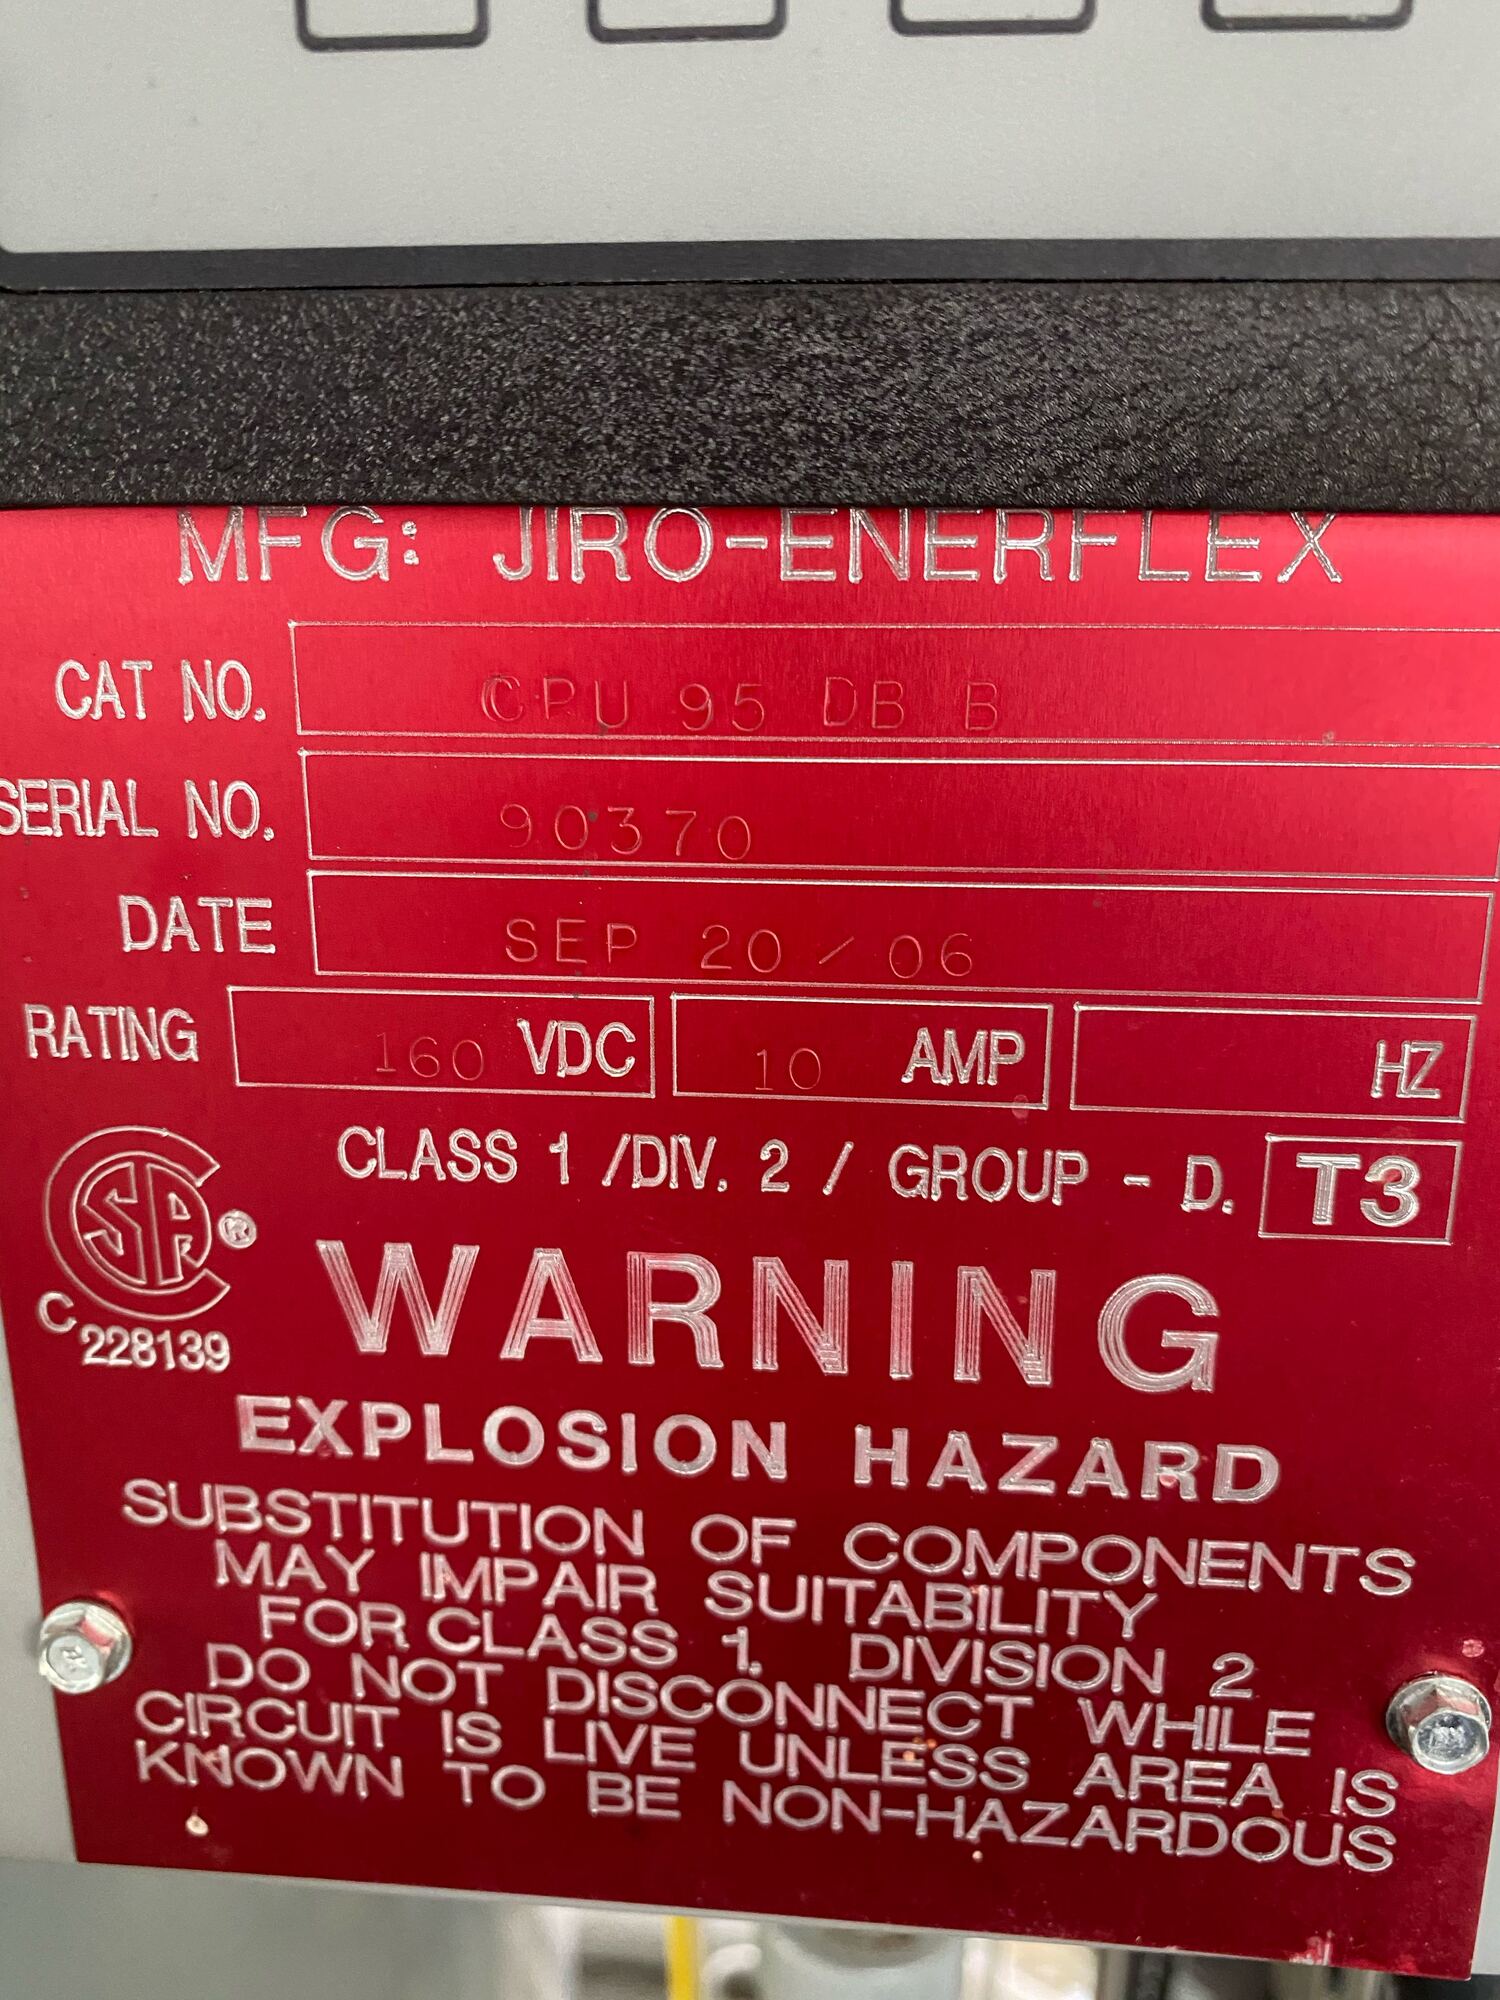 MFG: JIRO-ENERFLEX
CAT NO. CPU 95 DB B
SERIAL NO. 90370
DATE SEP 20 / 06
RATING 160 VDC 10 AMP HZ
CLASS 1 /DIV. 2 / GROUP - D. T3
CSA ®
C 228139
WARNING
EXPLOSION HAZARD
SUBSTITUTION OF COMPONENTS
MAY IMPAIR SUITABILITY
FOR CLASS 1. DIVISION 2
DO NOT DISCONNECT WHILE
CIRCUIT IS LIVE UNLESS AREA IS
KNOWN TO BE NON-HAZARDOUS